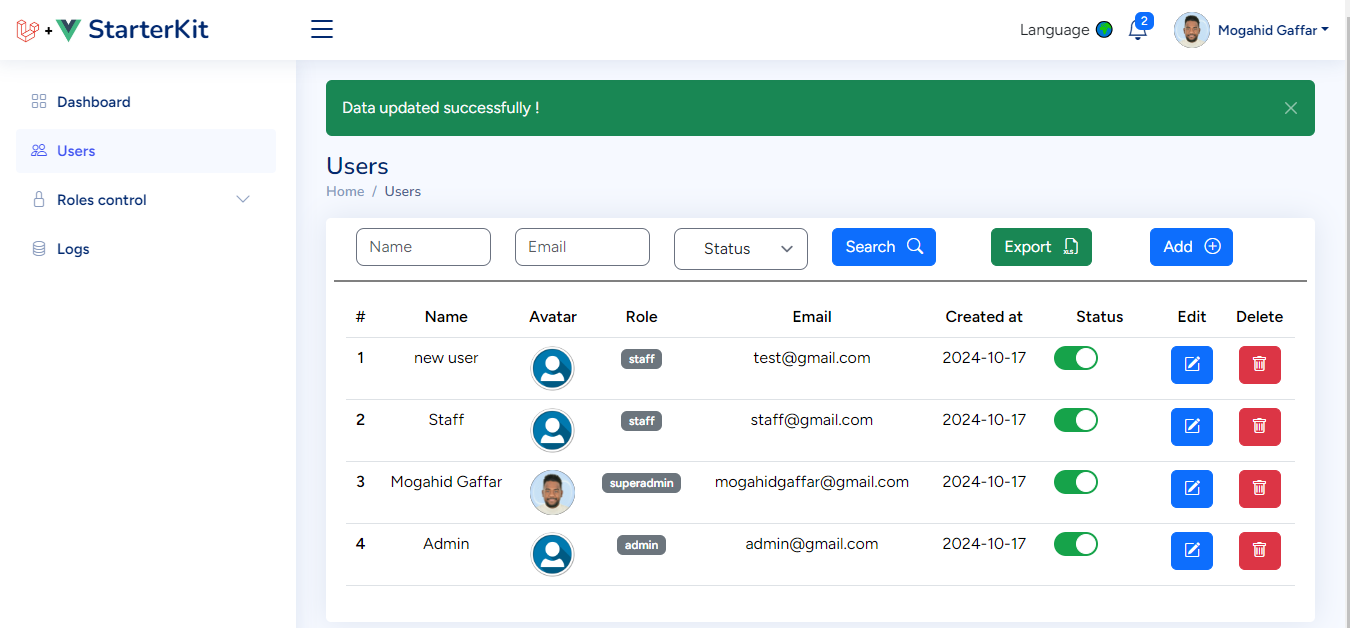 + StarterKit
Language 2 Mogahid Gaffar
Dashboard
Users
Roles control
Logs
Data updated successfully !
Users
Home / Users
Name Email Status Search Export XLS Add
# Name Avatar Role Email Created at Status Edit Delete
1 new user staff test@gmail.com 2024-10-17
2 Staff staff staff@gmail.com 2024-10-17
3 Mogahid Gaffar superadmin mogahidgaffar@gmail.com 2024-10-17
4 Admin admin admin@gmail.com 2024-10-17